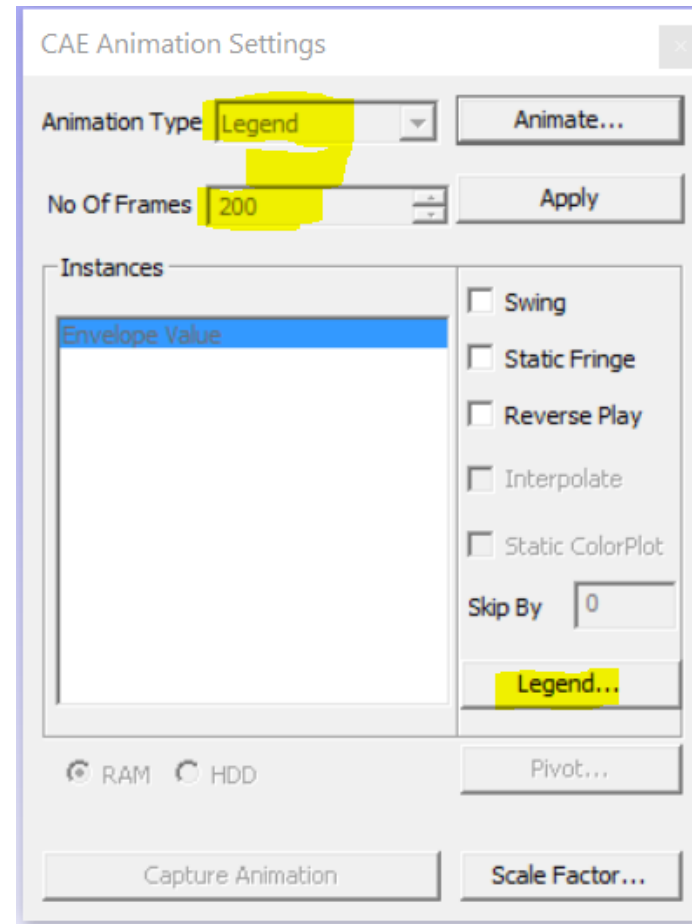 CAE Animation Settings
Animation Type Legend Animate...
No Of Frames 200 Apply
Instances
Envelope Value
Swing
Static Fringe
Reverse Play
Interpolate
Static ColorPlot
Skip By 0
Legend...
RAM HDD Pivot...
Capture Animation Scale Factor...